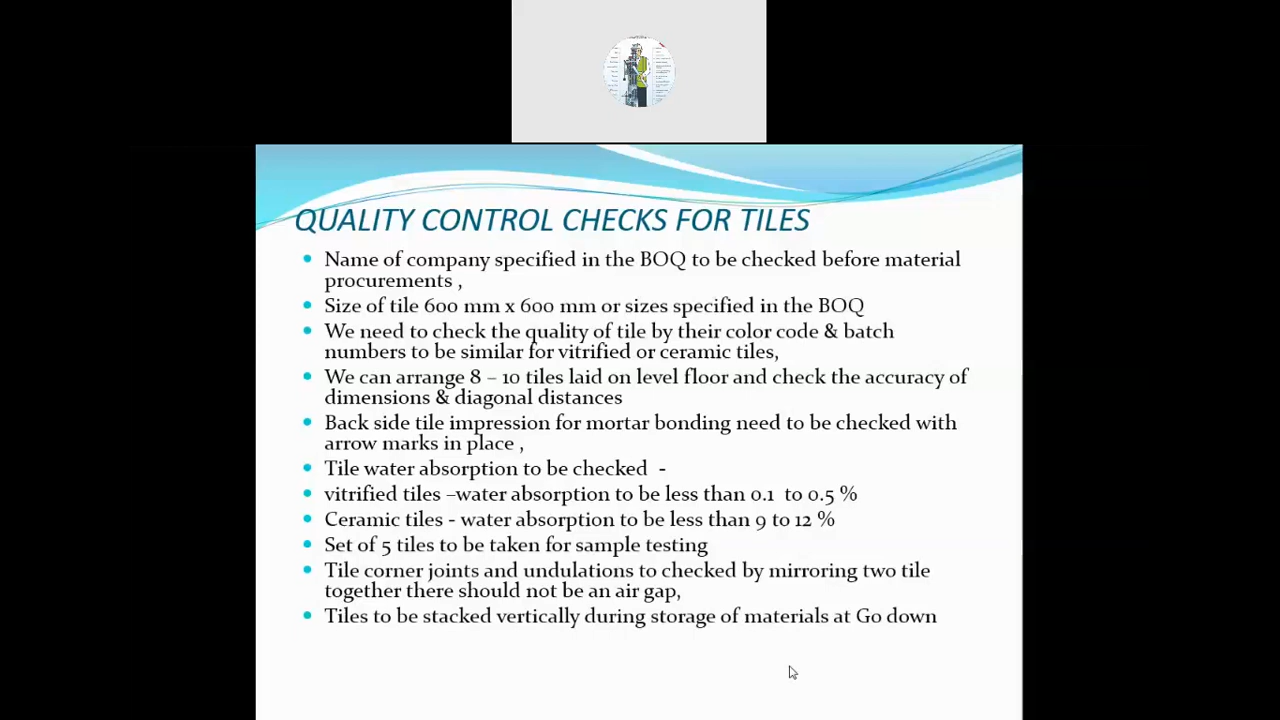 QUALITY CONTROL CHECKS FOR TILES
Name of company specified in the BOQ to be checked before material
procurements ,
Size of tile 600 mm x 600 mm or sizes specified in the BOQ
We need to check the quality of tile by their color code & batch
numbers to be similar for vitrified or ceramic tiles,
We can arrange 8 – 10 tiles laid on level floor and check the accuracy of
dimensions & diagonal distances
Back side tile impression for mortar bonding need to be checked with
arrow marks in place ,
Tile water absorption to be checked -
vitrified tiles –water absorption to be less than 0.1 to 0.5 %
Ceramic tiles - water absorption to be less than 9 to 12 %
Set of 5 tiles to be taken for sample testing
Tile corner joints and undulations to checked by mirroring two tile
together there should not be an air gap,
Tiles to be stacked vertically during storage of materials at Go down